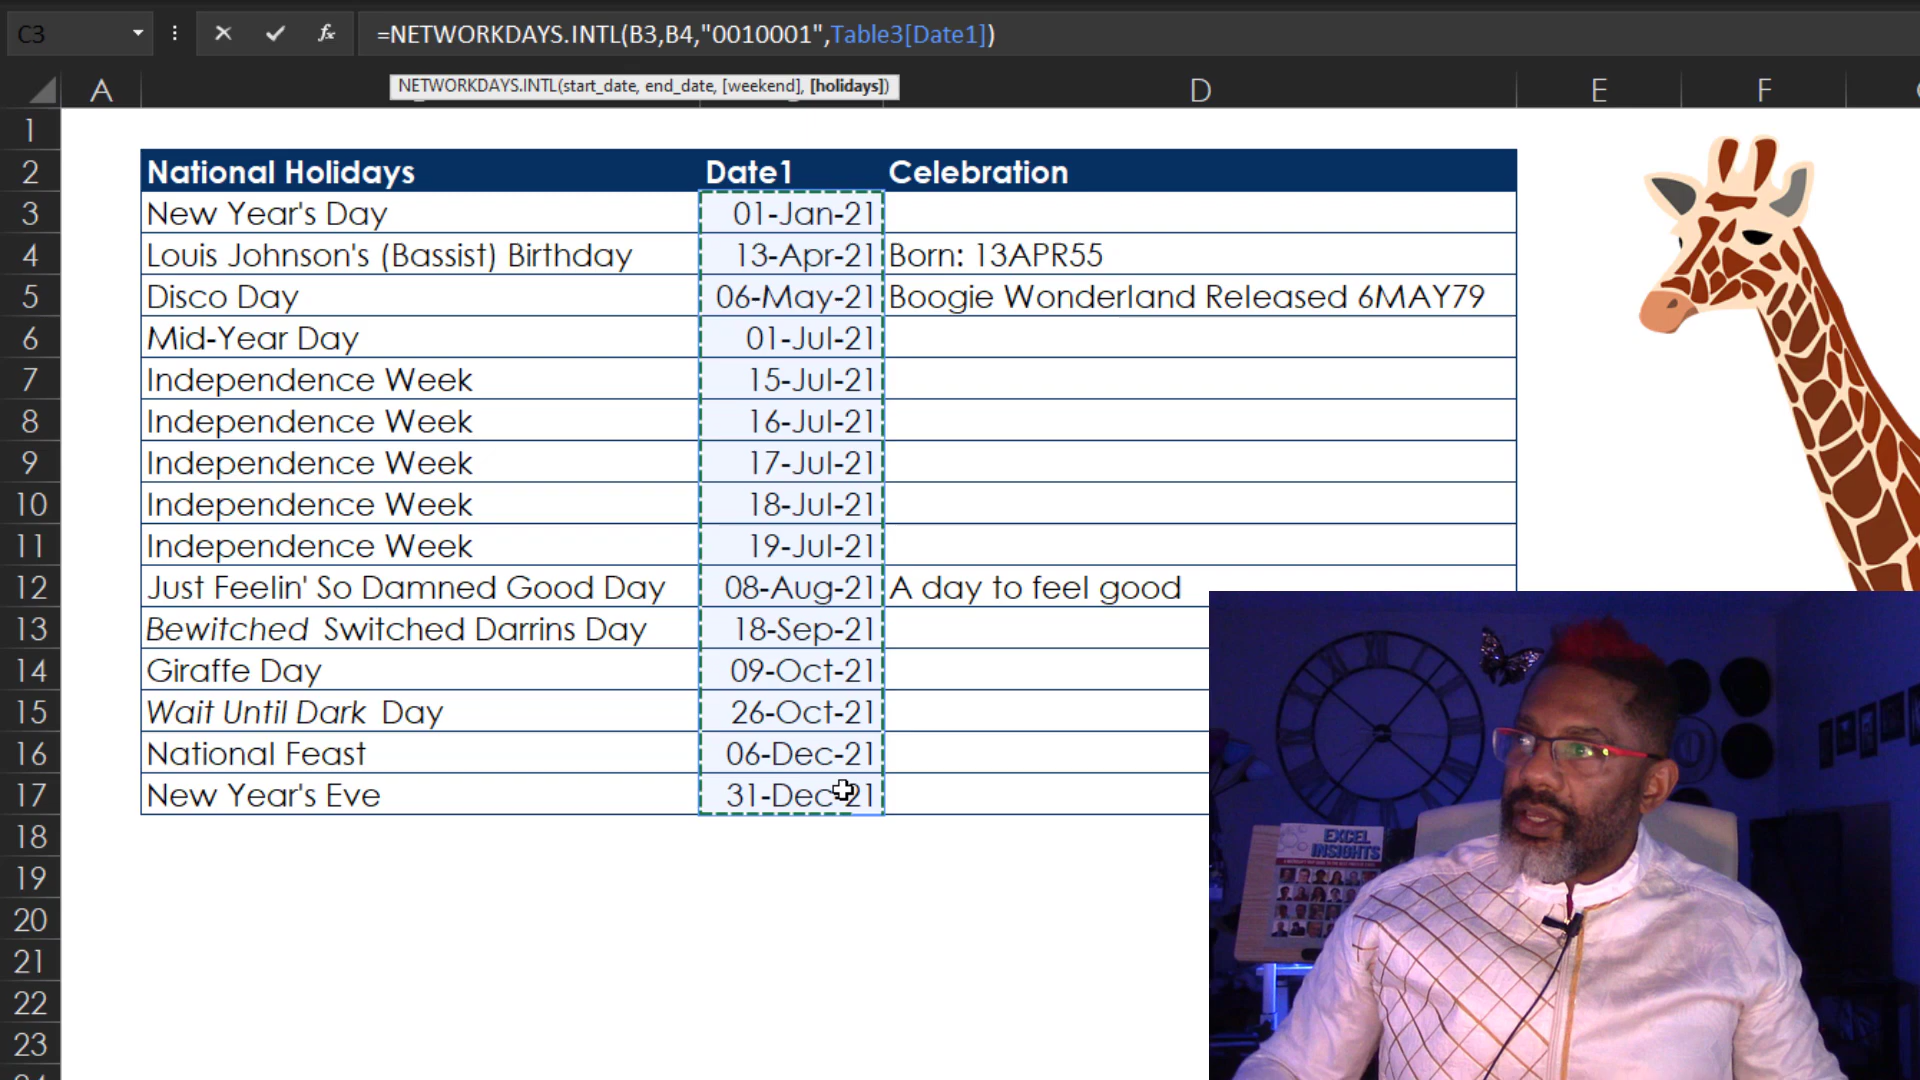 C3
fx
=NETWORKDAYS.INTL(B3,B4,"0010001",Table3[Date1])
NETWORKDAYS.INTL(start_date, end_date, [weekend], [holidays])
A D E F
1
2 National Holidays Date1 Celebration
3 New Year's Day 01-Jan-21
4 Louis Johnson's (Bassist) Birthday 13-Apr-21 Born: 13APR55
5 Disco Day 06-May-21 Boogie Wonderland Released 6MAY79
6 Mid-Year Day 01-Jul-21
7 Independence Week 15-Jul-21
8 Independence Week 16-Jul-21
9 Independence Week 17-Jul-21
10 Independence Week 18-Jul-21
11 Independence Week 19-Jul-21
12 Just Feelin' So Damned Good Day 08-Aug-21 A day to feel good
13 Bewitched Switched Darrins Day 18-Sep-21
14 Giraffe Day 09-Oct-21
15 Wait Until Dark Day 26-Oct-21
16 National Feast 06-Dec-21
17 New Year's Eve 31-Dec-21
18
19
20
21
22
23
EXCEL
INSIGHTS